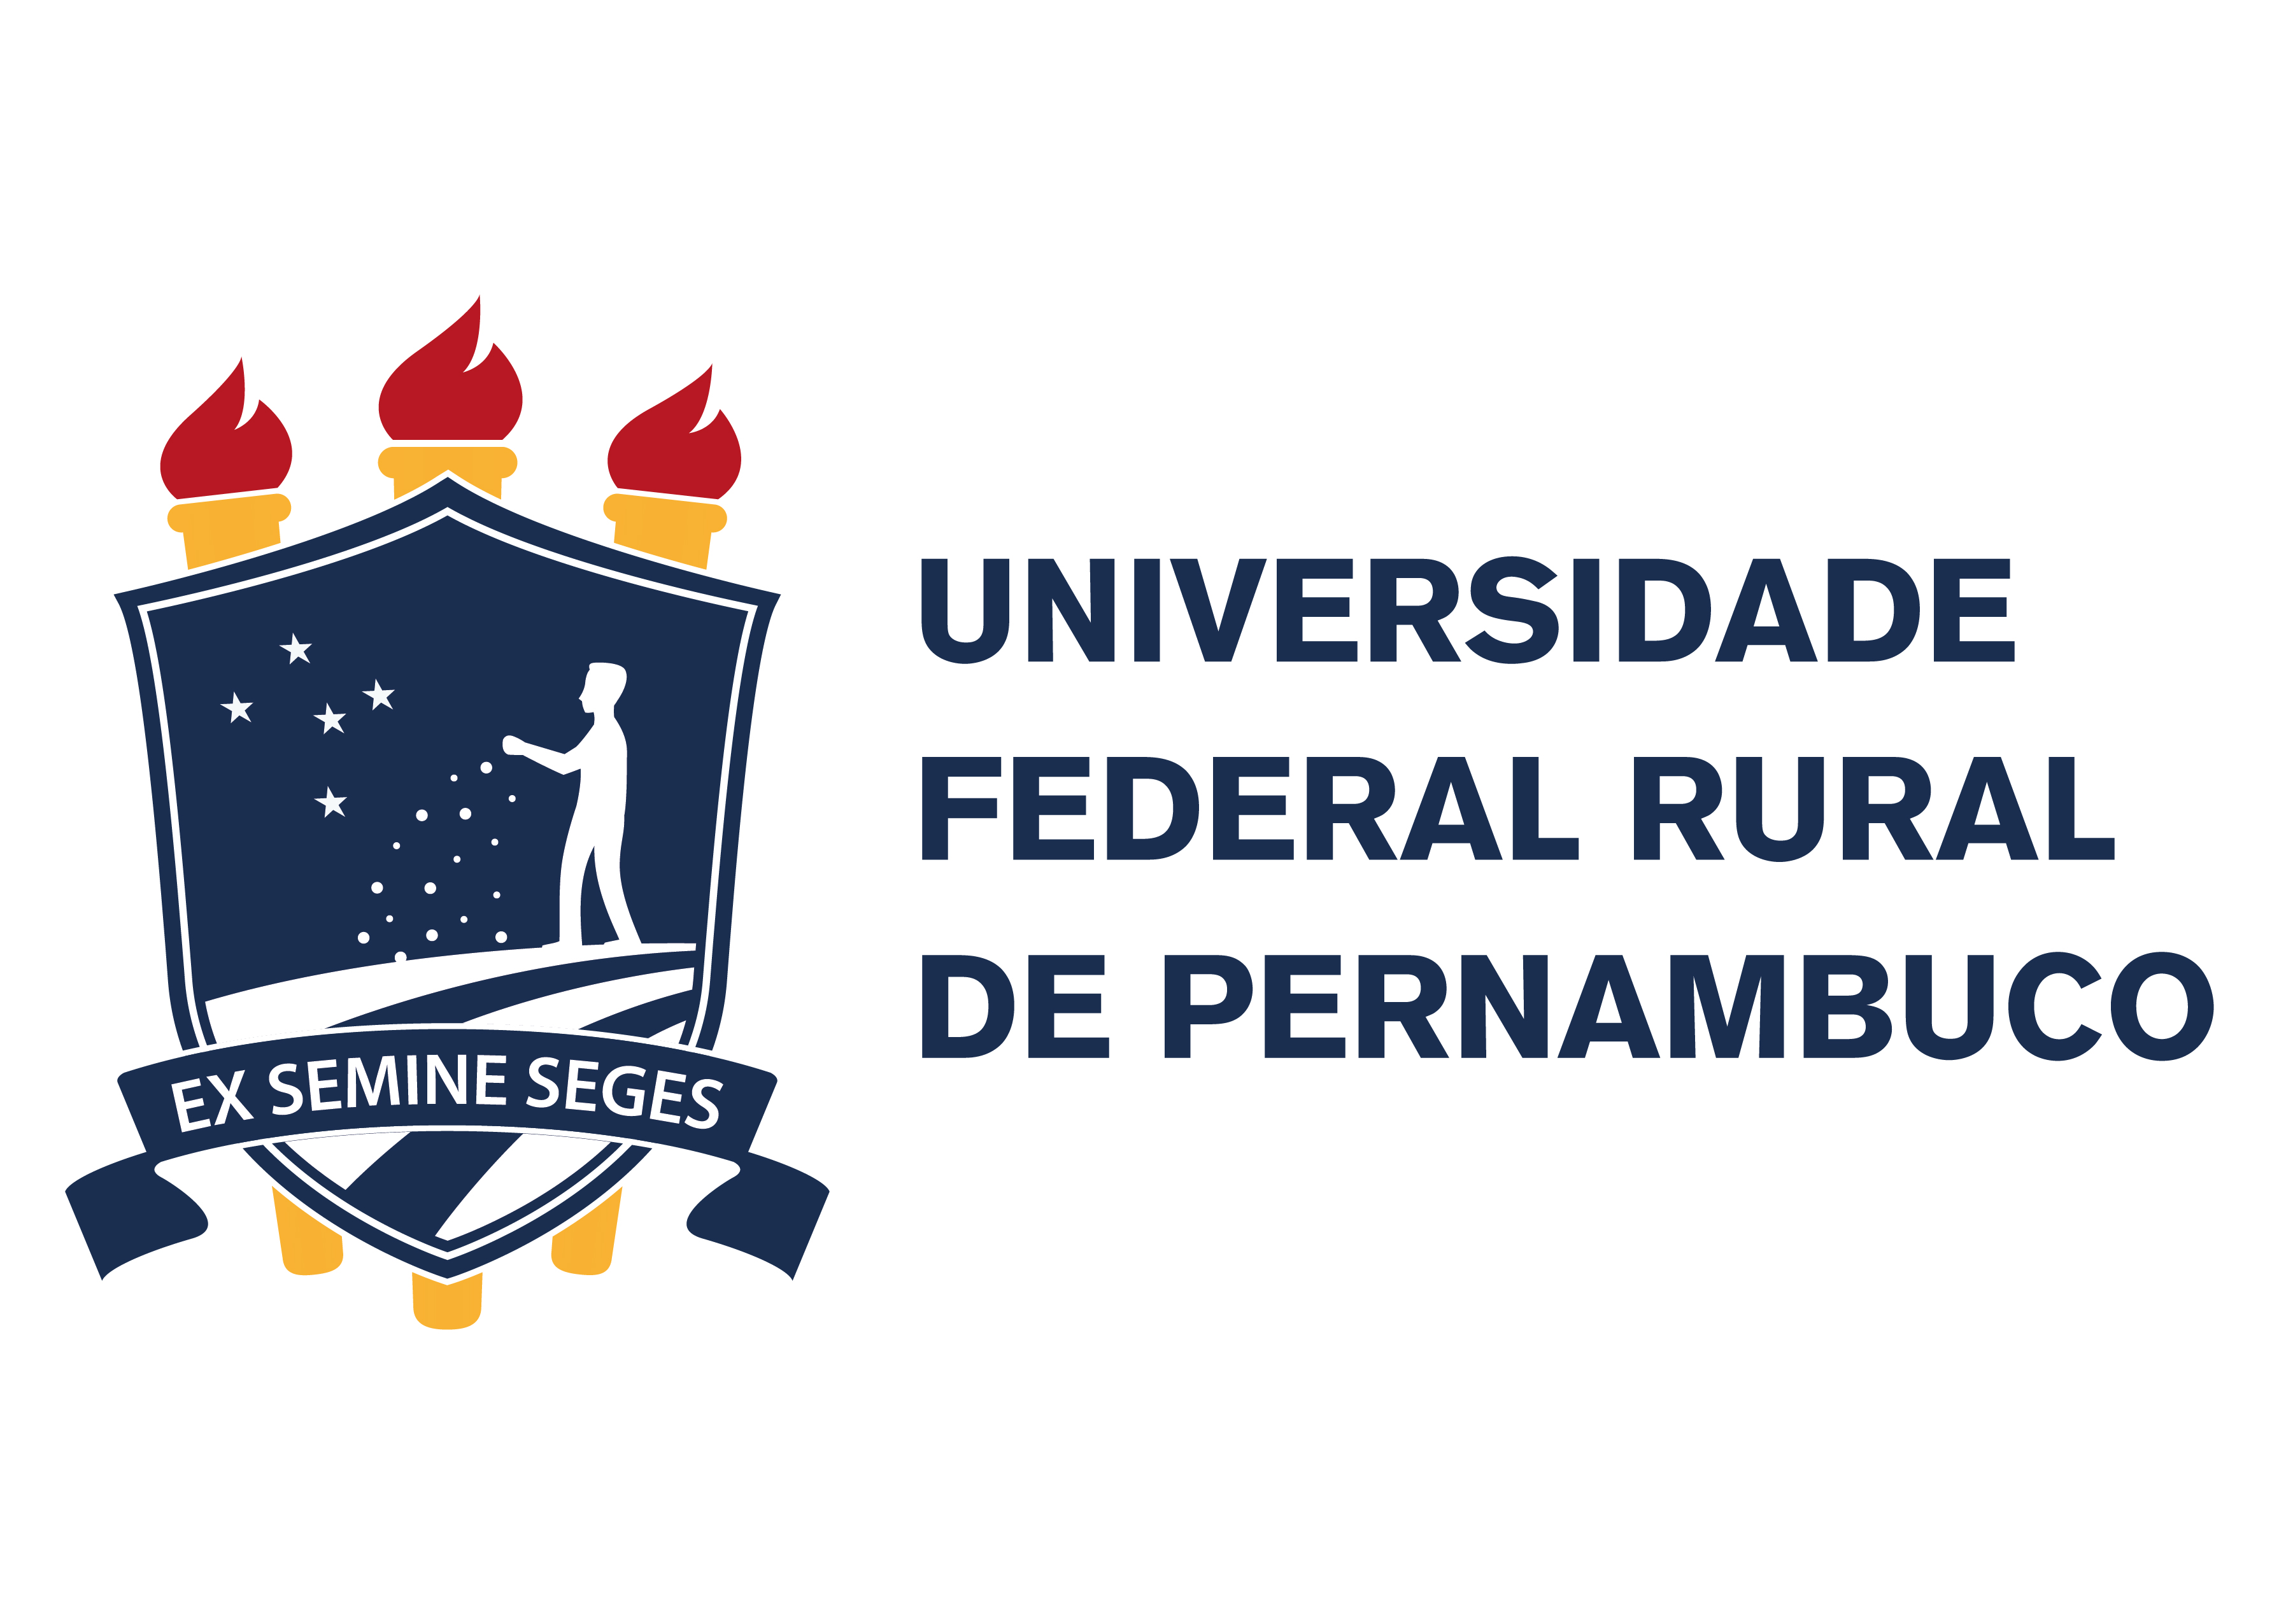 UNIVERSIDADE
FEDERAL RURAL
DE PERNAMBUCO
EX SEMINE SEGES